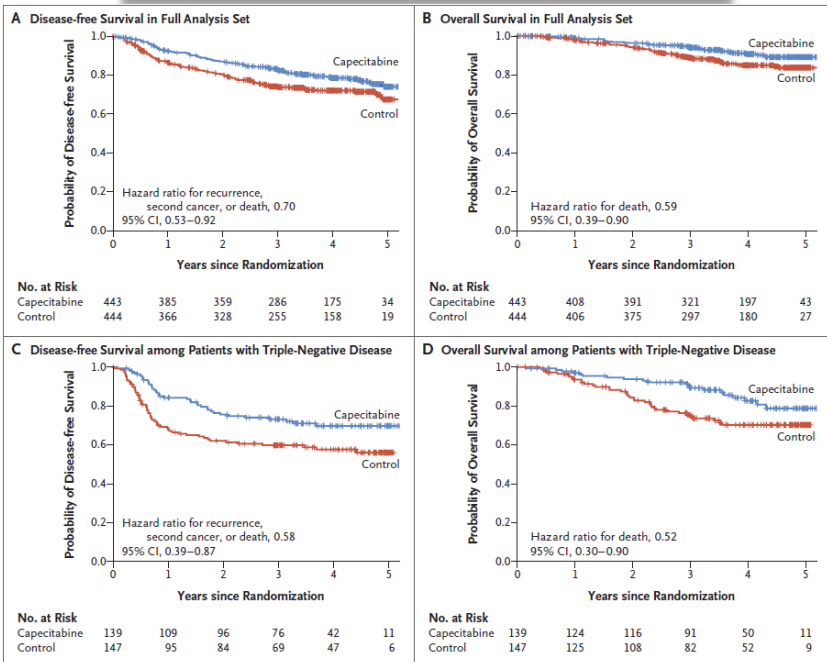 A Disease-free Survival in Full Analysis Set
Probability of Disease-free Survival
1.0
0.8
0.6
0.4
0.2
0.0
Capecitabine
Control
Hazard ratio for recurrence,
second cancer, or death, 0.70
95% CI, 0.53–0.92
0 1 2 3 4 5
Years since Randomization
No. at Risk
Capecitabine 443 385 359 286 175 34
Control 444 366 328 255 158 19
B Overall Survival in Full Analysis Set
Probability of Overall Survival
1.0
0.8
0.6
0.4
0.2
0.0
Capecitabine
Control
Hazard ratio for death, 0.59
95% CI, 0.39–0.90
0 1 2 3 4 5
Years since Randomization
No. at Risk
Capecitabine 443 408 391 321 197 43
Control 444 406 375 297 180 27
C Disease-free Survival among Patients with Triple-Negative Disease
Probability of Disease-free Survival
1.0
0.8
0.6
0.4
0.2
0.0
Capecitabine
Control
Hazard ratio for recurrence,
second cancer, or death, 0.58
95% CI, 0.39–0.87
0 1 2 3 4 5
Years since Randomization
No. at Risk
Capecitabine 139 109 96 76 42 11
Control 147 95 84 69 47 6
D Overall Survival among Patients with Triple-Negative Disease
Probability of Overall Survival
1.0
0.8
0.6
0.4
0.2
0.0
Capecitabine
Control
Hazard ratio for death, 0.52
95% CI, 0.30–0.90
0 1 2 3 4 5
Years since Randomization
No. at Risk
Capecitabine 139 124 116 91 50 11
Control 147 125 108 82 52 9